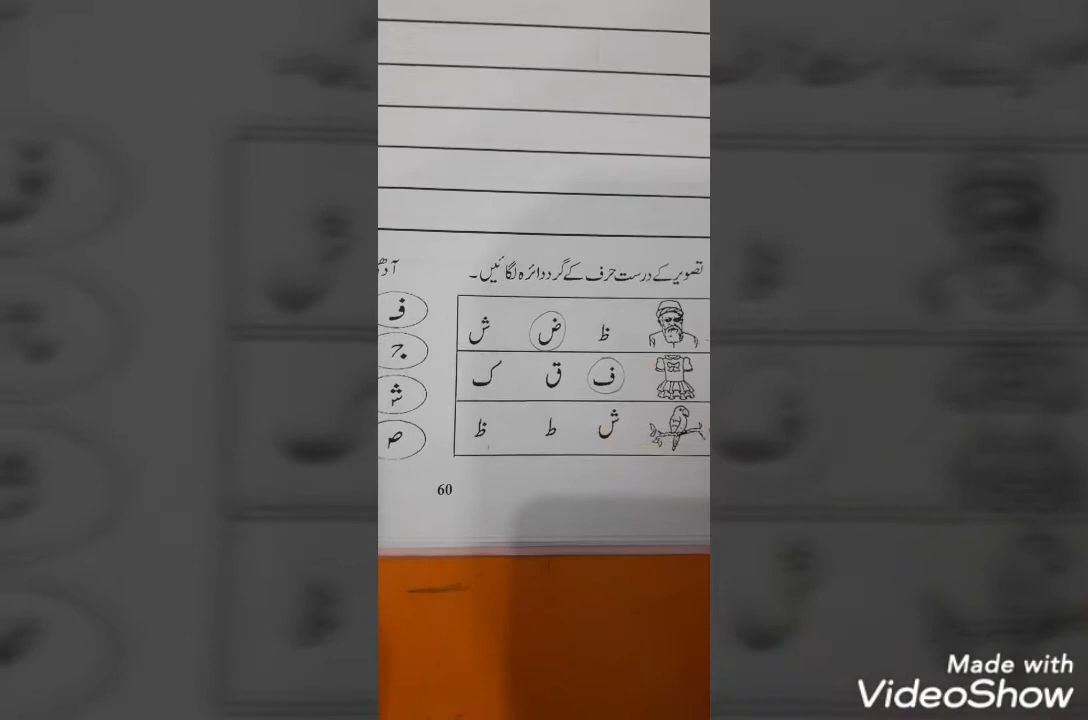 تصویر کے درست حرف کے گرد دائرہ لگائیں۔
ظ ض ش
ف ق ک
ش ط ظ
ف
ج
ش
ص
60
Made with
VideoShow